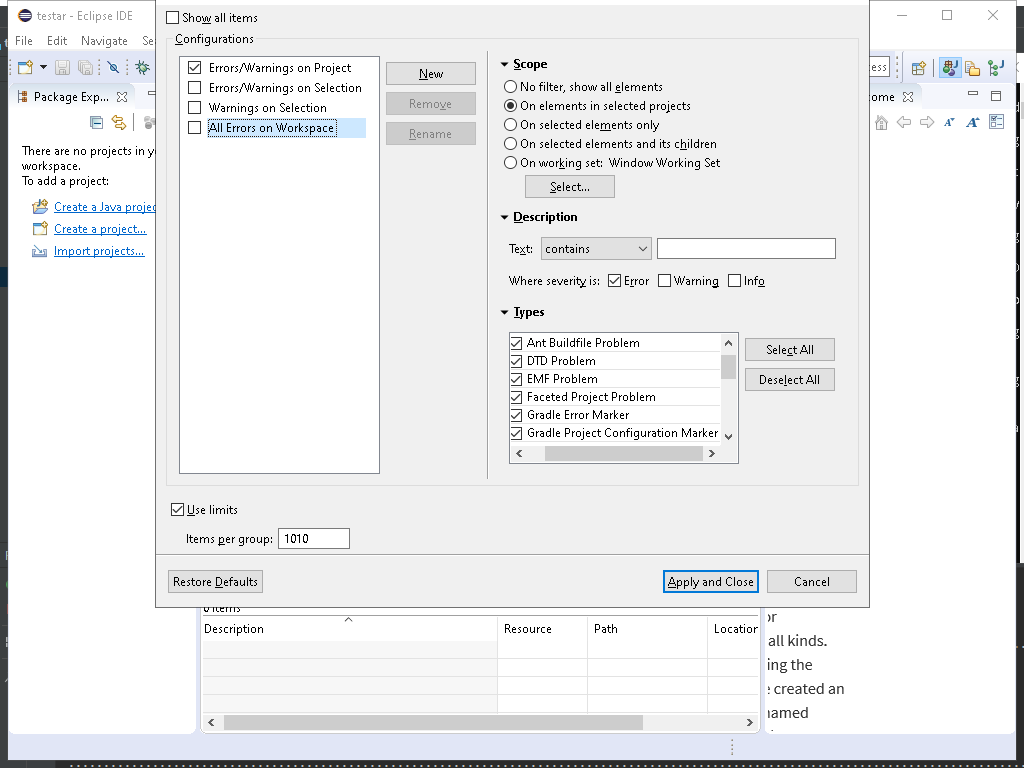 testar - Eclipse IDE
File Edit Navigate Se
Package Exp...
There are no projects in y
workspace.
To add a project:
Create a Java projec
Create a project...
Import projects...
Show all items
Configurations
Errors/Warnings on Project
Errors/Warnings on Selection
Warnings on Selection
All Errors on Workspace
New
Remove
Rename
Scope
No filter, show all elements
On elements in selected projects
On selected elements only
On selected elements and its children
On working set: Window Working Set
Select...
Description
Text: contains
Where severity is: Error Warning Info
Types
Ant Buildfile Problem
DTD Problem
EMF Problem
Faceted Project Problem
Gradle Error Marker
Gradle Project Configuration Marker
Select All
Deselect All
Use limits
Items per group: 1010
Restore Defaults
Apply and Close
Cancel
ess
ome
0 items
Description Resource Path Location
or
all kinds.
ing the
created an
named